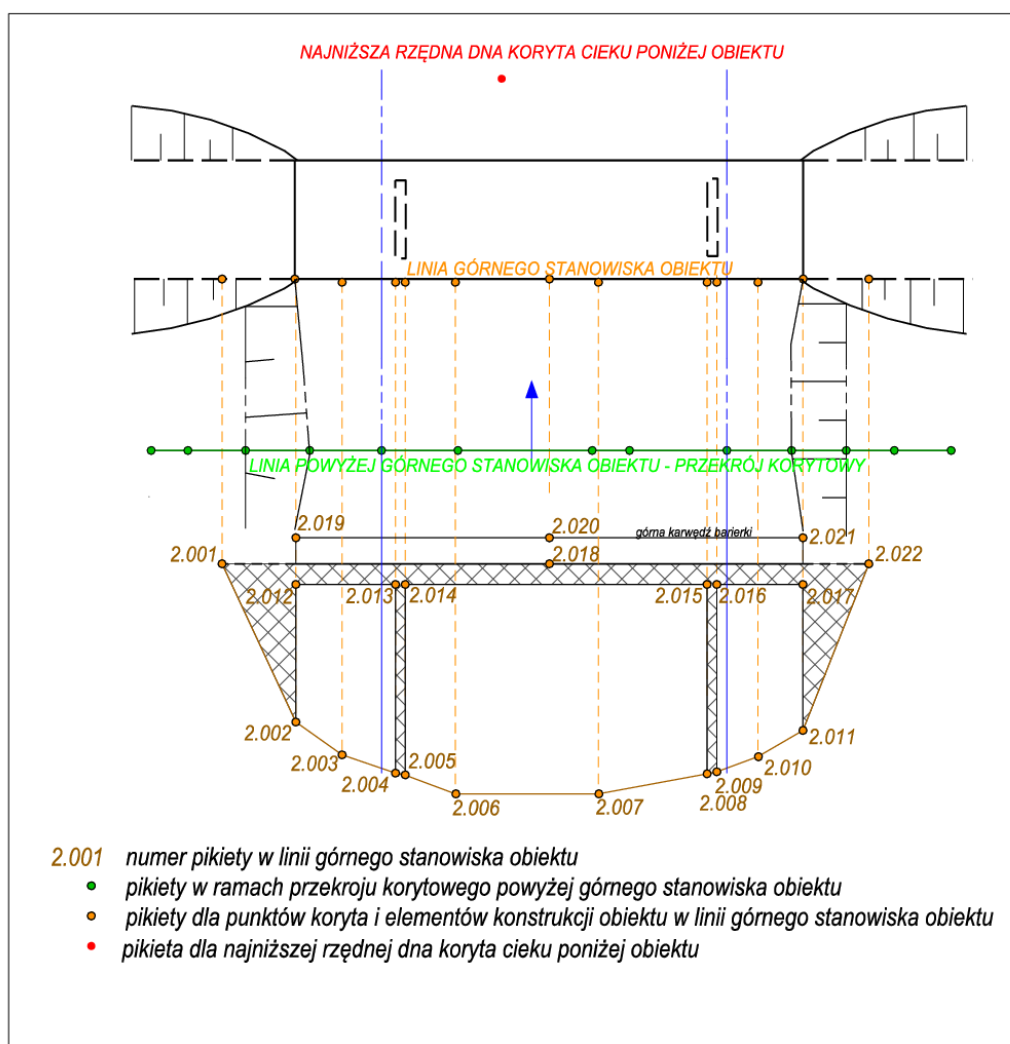 NAJNIŻSZA RZĘDNA DNA KORYTA CIEKU PONIŻEJ OBIEKTU
LINIA GÓRNEGO STANOWISKA OBIEKTU
LINIA POWYŻEJ GÓRNEGO STANOWISKA OBIEKTU - PRZEKRÓJ KORYTOWY
2.019
2.020
górna karwędź barierki
2.021
2.001
2.018
2.022
2.012
2.013
2.014
2.015
2.016
2.017
2.002
2.003
2.004
2.005
2.006
2.007
2.008
2.009
2.010
2.011
2.001 numer pikiety w linii górnego stanowiska obiektu
pikiety w ramach przekroju korytowego powyżej górnego stanowiska obiektu
pikiety dla punktów koryta i elementów konstrukcji obiektu w linii górnego stanowiska obiektu
pikieta dla najniższej rzędnej dna koryta cieku poniżej obiektu